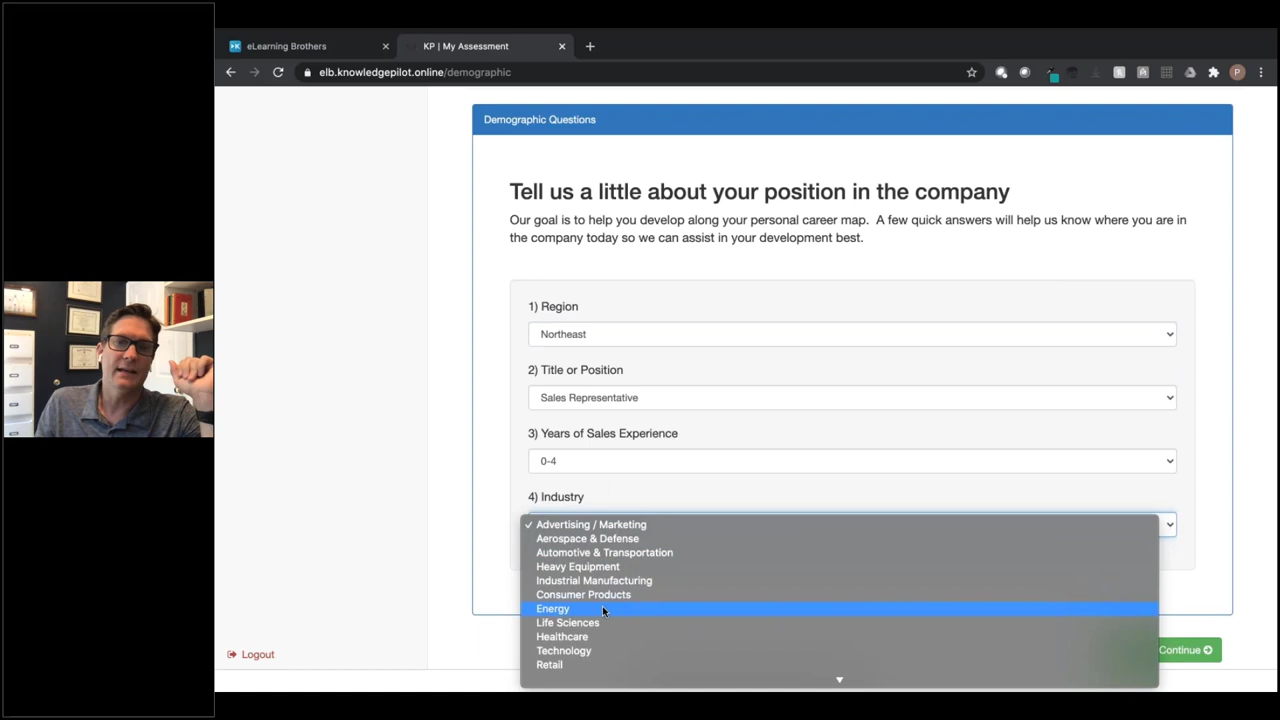 eLearning Brothers
KP | My Assessment
elb.knowledgepilot.online/demographic
P
Demographic Questions
Tell us a little about your position in the company
Our goal is to help you develop along your personal career map. A few quick answers will help us know where you are in
the company today so we can assist in your development best.
1) Region
Northeast
2) Title or Position
Sales Representative
3) Years of Sales Experience
0-4
4) Industry
✓ Advertising / Marketing
Aerospace & Defense
Automotive & Transportation
Heavy Equipment
Industrial Manufacturing
Consumer Products
Energy
Life Sciences
Healthcare
Technology
Retail
Logout
Continue